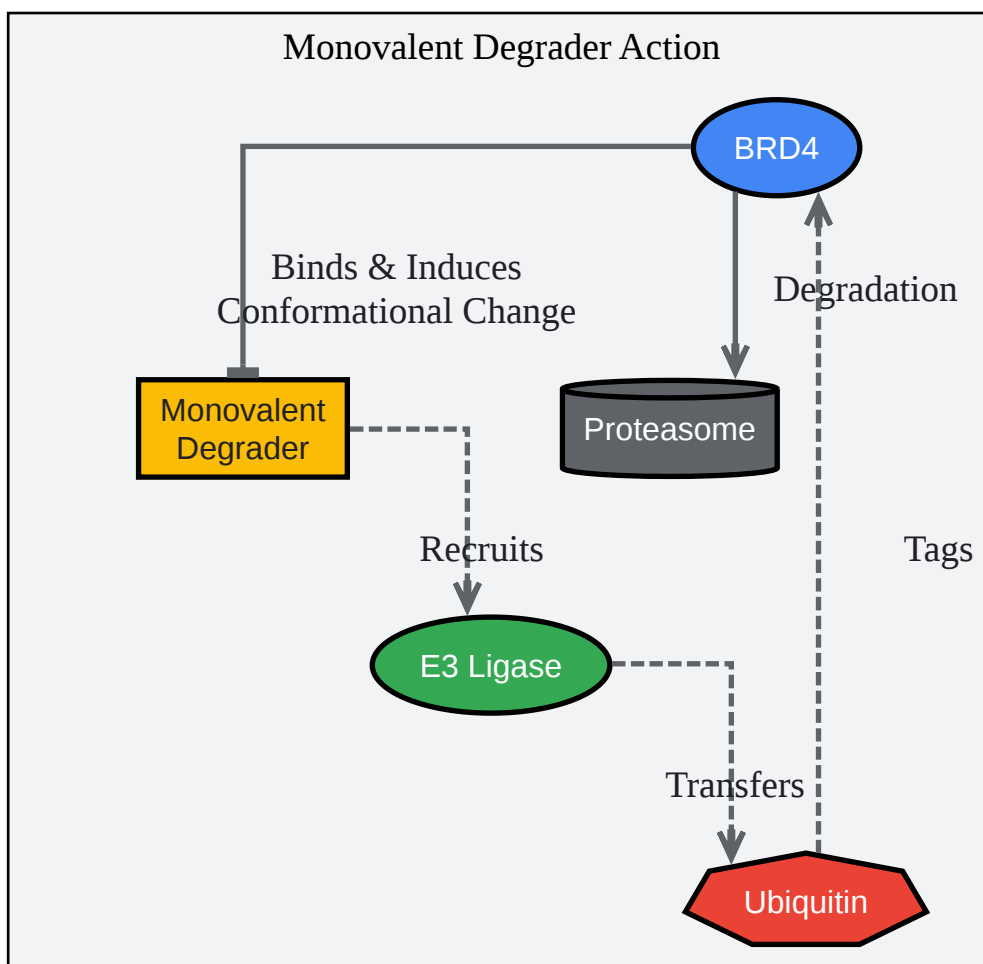 Monovalent Degrader Action
BRD4
Binds & Induces
Conformational Change
Degradation
Monovalent
Degrader
Proteasome
Recruits
Tags
E3 Ligase
Transfers
Ubiquitin